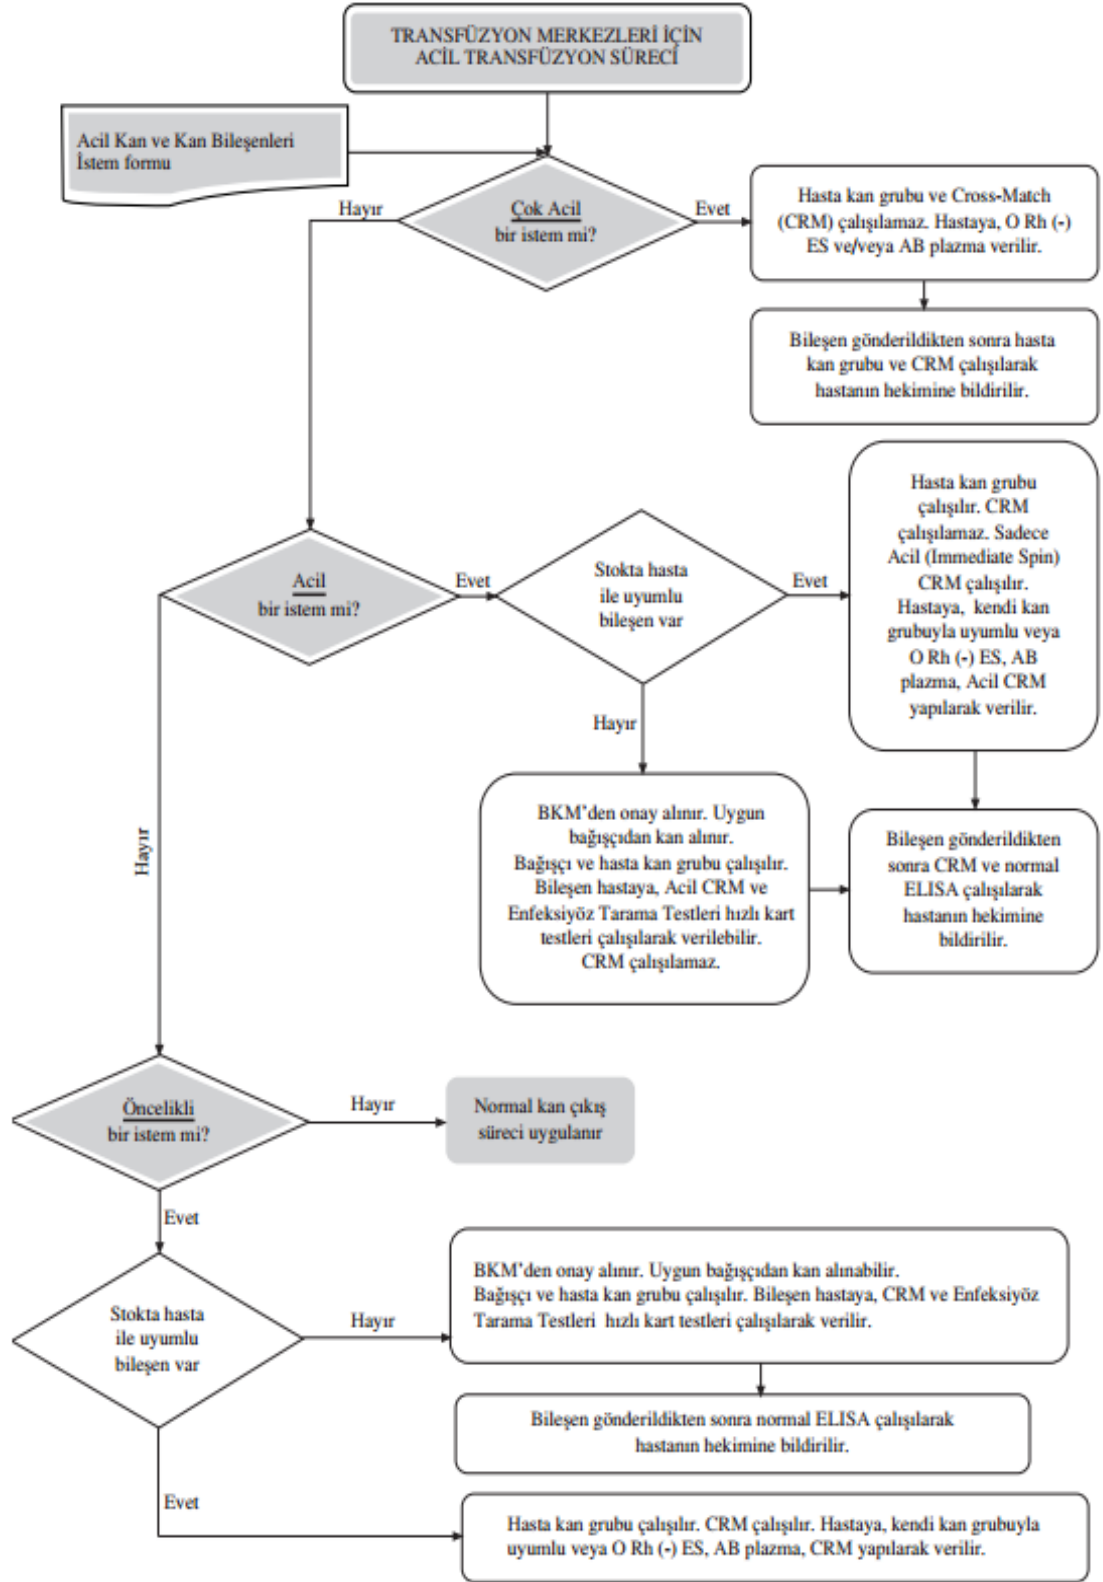 TRANSFÜZYON MERKEZLERİ İÇİN
ACİL TRANSFÜZYON SÜRECİ
Acil Kan ve Kan Bileşenleri
İstem formu
Hayır
Çok Acil
bir istem mi?
Evet
Hasta kan grubu ve Cross-Match
(CRM) çalışılamaz. Hastaya, O Rh (-)
ES ve/veya AB plazma verilir.
Bileşen gönderildikten sonra hasta
kan grubu ve CRM çalışılarak
hastanın hekimine bildirilir.
Acil
bir istem mi?
Evet
Stokta hasta
ile uyumlu
bileşen var
Evet
Hasta kan grubu
çalışılır. CRM
çalışılamaz. Sadece
Acil (Immediate Spin)
CRM çalışılır.
Hastaya, kendi kan
grubuyla uyumlu veya
O Rh (-) ES, AB
plazma, Acil CRM
yapılarak verilir.
Hayır
Hayır
BKM'den onay alınır. Uygun
bağışçıdan kan alınır.
Bağışçı ve hasta kan grubu çalışılır.
Bileşen hastaya, Acil CRM ve
Enfeksiyöz Tarama Testleri hızlı kart
testleri çalışılarak verilebilir.
CRM çalışılamaz.
Bileşen gönderildikten
sonra CRM ve normal
ELISA çalışılarak
hastanın hekimine
bildirilir.
Öncelikli
bir istem mi?
Hayır
Normal kan çıkış
süreci uygulanır
Evet
Stokta hasta
ile uyumlu
bileşen var
Hayır
BKM'den onay alınır. Uygun bağışçıdan kan alınabilir.
Bağışçı ve hasta kan grubu çalışılır. Bileşen hastaya, CRM ve Enfeksiyöz
Tarama Testleri hızlı kart testleri çalışılarak verilir.
Bileşen gönderildikten sonra normal ELISA çalışılarak
hastanın hekimine bildirilir.
Evet
Hasta kan grubu çalışılır. CRM çalışılır. Hastaya, kendi kan grubuyla
uyumlu veya O Rh (-) ES, AB plazma, CRM yapılarak verilir.